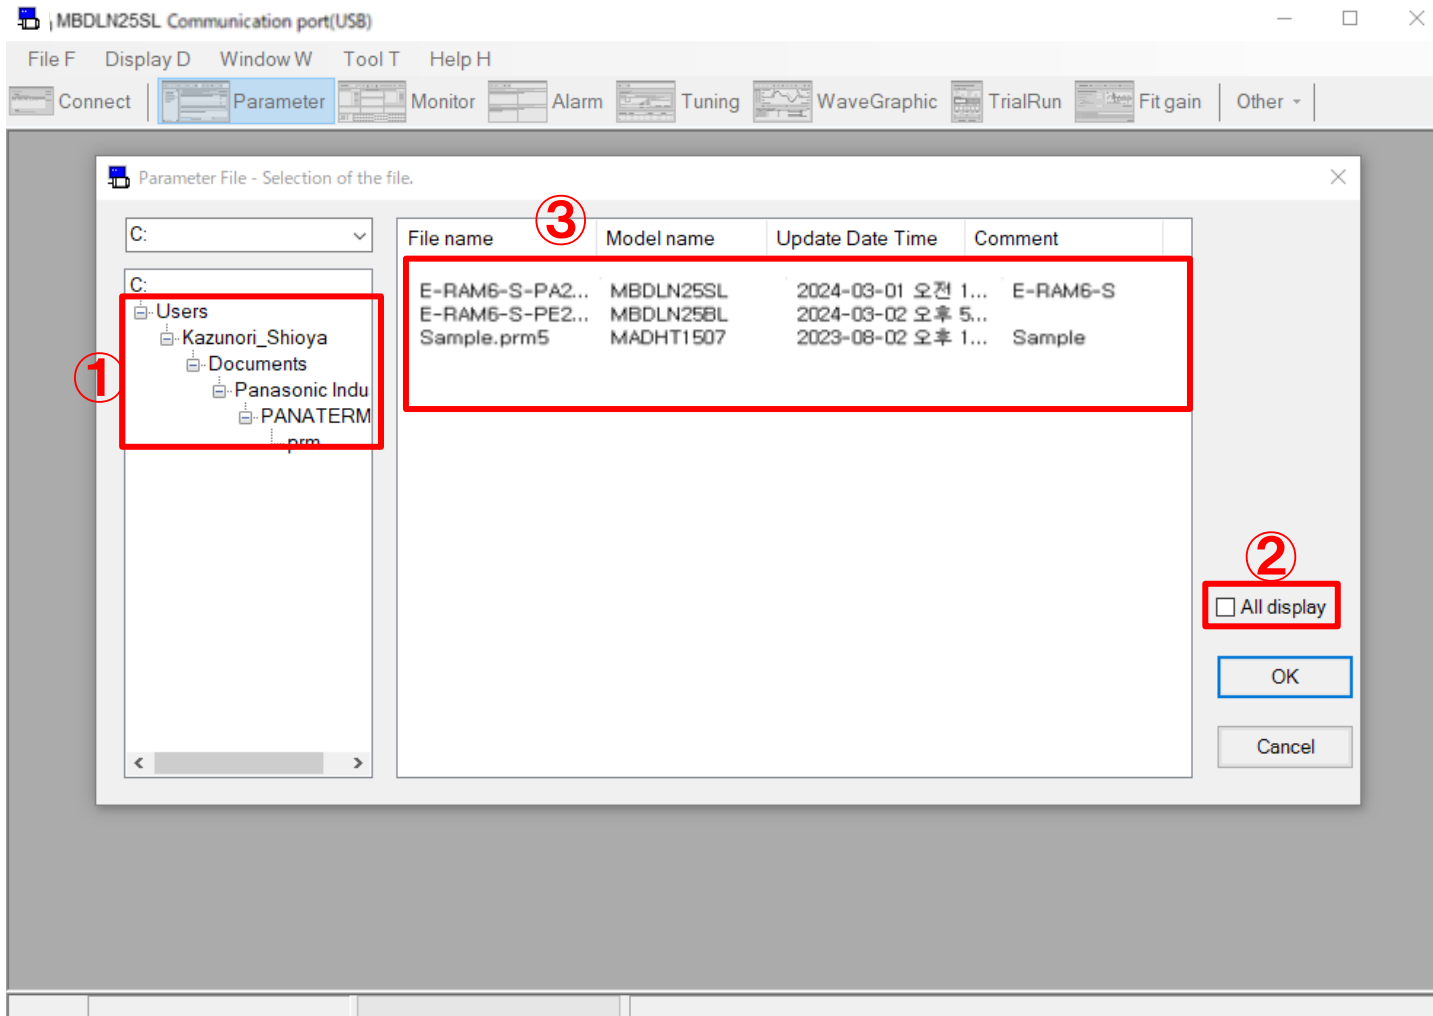 MBDLN25SL Communication port(USB)
File F Display D Window W Tool T Help H
Connect Parameter Monitor Alarm Tuning WaveGraphic TrialRun Fit gain Other
Parameter File - Selection of the file.
C:
③
File name Model name Update Date Time Comment
C:
Users
Kazunori_Shioya
Documents
Panasonic Indu
PANATERM
prm
①
E-RAM6-S-PA2... MBDLN25SL 2024-03-01 오전 1... E-RAM6-S
E-RAM6-S-PE2... MBDLN25BL 2024-03-02 오후 5...
Sample.prm5 MADHT1507 2023-08-02 오후 1... Sample
②
All display
OK
Cancel